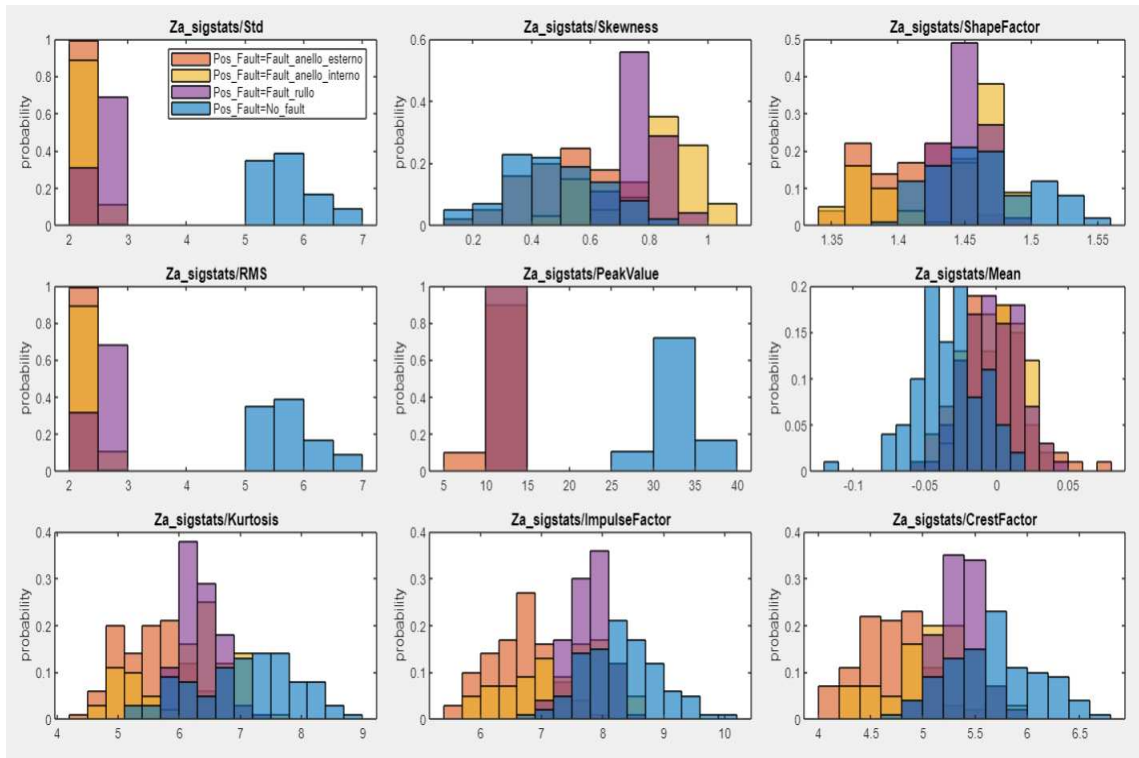 Za_sigstats/Std
Za_sigstats/Skewness
Za_sigstats/ShapeFactor
probability
1
0.8
0.6
0.4
0.2
0
2 3 4 5 6 7
Pos_Fault=Fault_anello_esterno
Pos_Fault=Fault_anello_interno
Pos_Fault=Fault_rullo
Pos_Fault=No_fault
probability
0.6
0.4
0.2
0
0.2 0.4 0.6 0.8 1
probability
0.5
0.4
0.3
0.2
0.1
0
1.35 1.4 1.45 1.5 1.55
Za_sigstats/RMS
Za_sigstats/PeakValue
Za_sigstats/Mean
probability
1
0.8
0.6
0.4
0.2
0
2 3 4 5 6 7
probability
1
0.8
0.6
0.4
0.2
0
5 10 15 20 25 30 35 40
probability
0.2
0.15
0.1
0.05
0
-0.1 -0.05 0 0.05
Za_sigstats/Kurtosis
Za_sigstats/ImpulseFactor
Za_sigstats/CrestFactor
probability
0.4
0.3
0.2
0.1
0
4 5 6 7 8 9
probability
0.4
0.3
0.2
0.1
0
6 7 8 9 10
probability
0.4
0.3
0.2
0.1
0
4 4.5 5 5.5 6 6.5